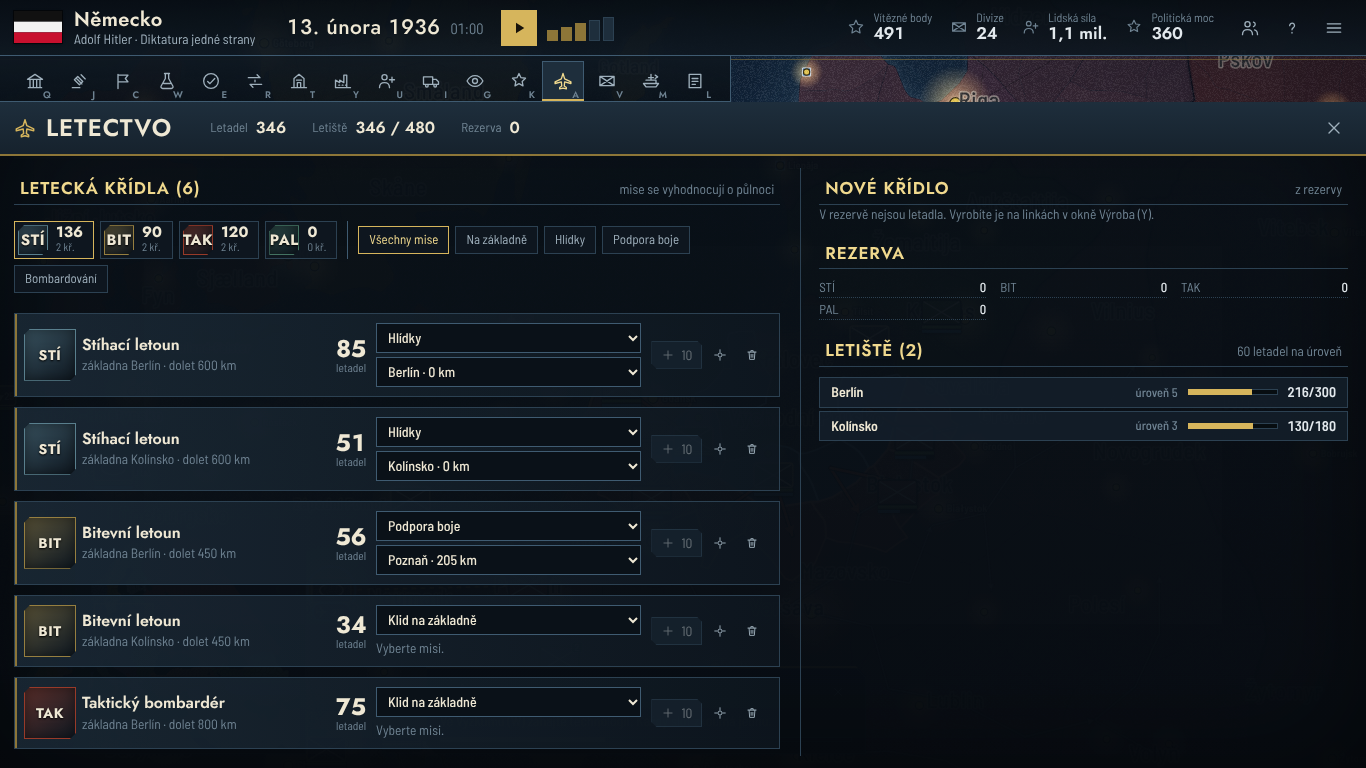 Německo
Adolf Hitler · Diktatura jedné strany
13. února 1936 01:00
Vítězné body
491
Divize
24
Lidská síla
1,1 mil.
Politická moc
360
?
Q J C W E R T Y U I G K A V M L
Pskov
Riga
LETECTVO
Letadel 346
Letiště 346 / 480
Rezerva 0
LETECKÁ KŘÍDLA (6)
mise se vyhodnocují o půlnoci
STÍ 136
2 kř.
BIT 90
2 kř.
TAK 120
2 kř.
PAL 0
0 kř.
Všechny mise
Na základně
Hlídky
Podpora boje
Bombardování
STÍ
Stíhací letoun
základna Berlín · dolet 600 km
85
letadel
Hlídky
Berlín · 0 km
+ 10
STÍ
Stíhací letoun
základna Kolínsko · dolet 600 km
51
letadel
Hlídky
Kolínsko · 0 km
+ 10
BIT
Bitevní letoun
základna Berlín · dolet 450 km
56
letadel
Podpora boje
Poznaň · 205 km
+ 10
BIT
Bitevní letoun
základna Kolínsko · dolet 450 km
34
letadel
Klid na základně
Vyberte misi.
+ 10
TAK
Taktický bombardér
základna Berlín · dolet 800 km
75
letadel
Klid na základně
Vyberte misi.
+ 10
NOVÉ KŘÍDLO
z rezervy
V rezervě nejsou letadla. Vyrobíte je na linkách v okně Výroba (Y).
REZERVA
STÍ 0
BIT 0
TAK 0
PAL 0
LETIŠTĚ (2)
60 letadel na úroveň
Berlín
úroveň 5
216/300
Kolínsko
úroveň 3
130/180